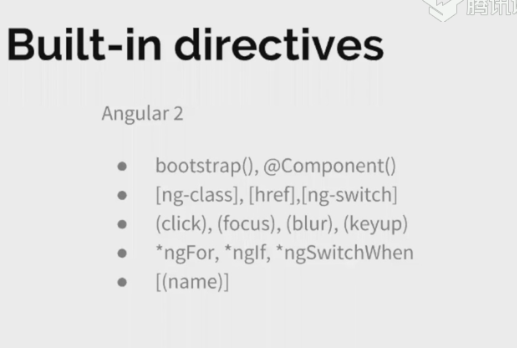 腾讯
Built-in directives
Angular 2
● bootstrap(), @Component()
● [ng-class], [href],[ng-switch]
● (click), (focus), (blur), (keyup)
● *ngFor, *ngIf, *ngSwitchWhen
● [(name)]